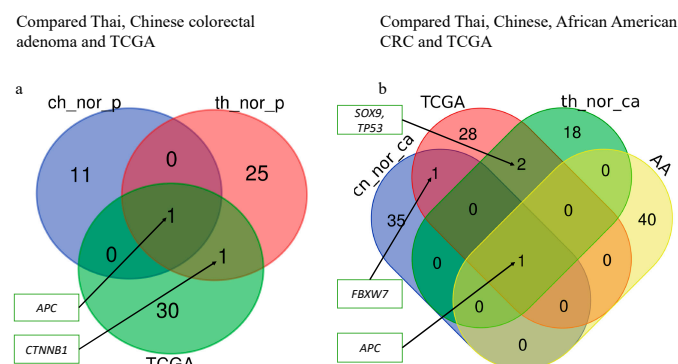 Compared Thai, Chinese colorectal
adenoma and TCGA
Compared Thai, Chinese, African American
CRC and TCGA
a
ch_nor_p
th_nor_p
11
0
25
1
0
1
30
APC
CTNNB1
TCGA
b
TCGA
th_nor_ca
cn_nor_ca
AA
SOX9,
TP53
28
18
1
2
0
35
0
0
40
0
1
0
0
0
0
FBXW7
APC